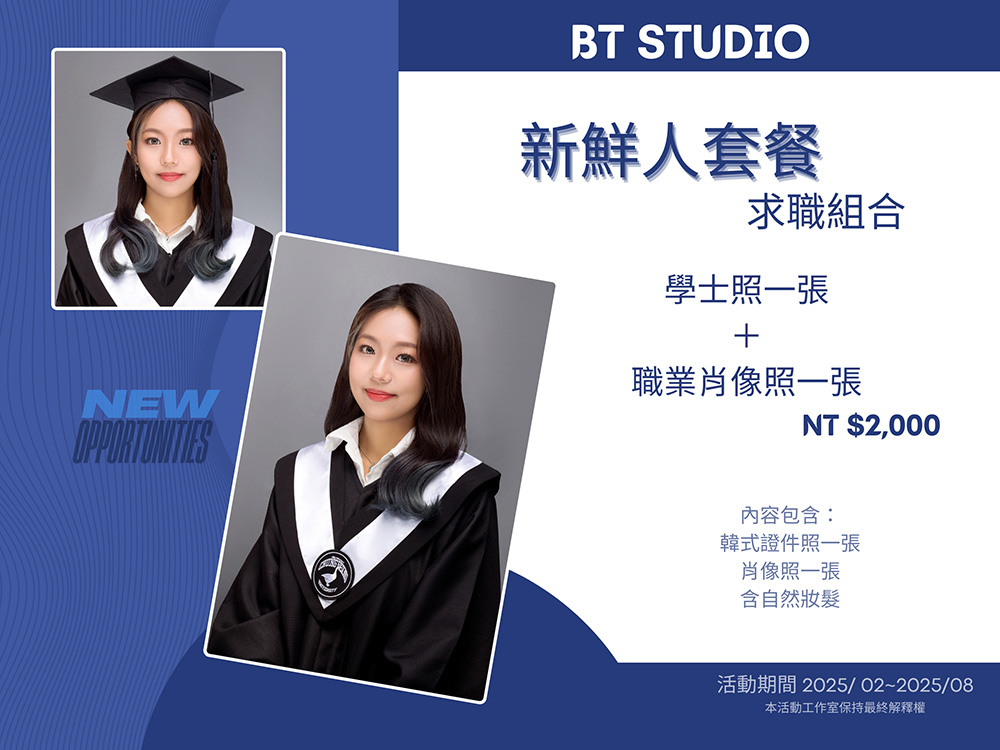 BT STUDIO
新鮮人套餐
求職組合
學士照一張
＋
職業肖像照一張
NT $2,000
NEW
OPPORTUNITIES
內容包含：
韓式證件照一張
肖像照一張
含自然妝髮
活動期間 2025/ 02~2025/08
本活動工作室保持最終解釋權
UNIVERSITY